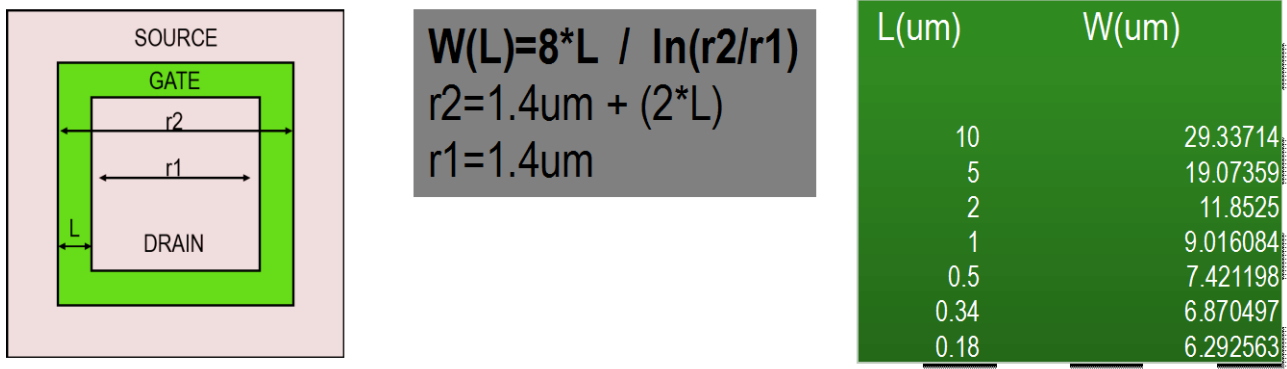 SOURCE
GATE
r2
r1
L
DRAIN
W(L)=8*L / ln(r2/r1)
r2=1.4um + (2*L)
r1=1.4um
L(um) W(um)
10 29.33714
5 19.07359
2 11.8525
1 9.016084
0.5 7.421198
0.34 6.870497
0.18 6.292563